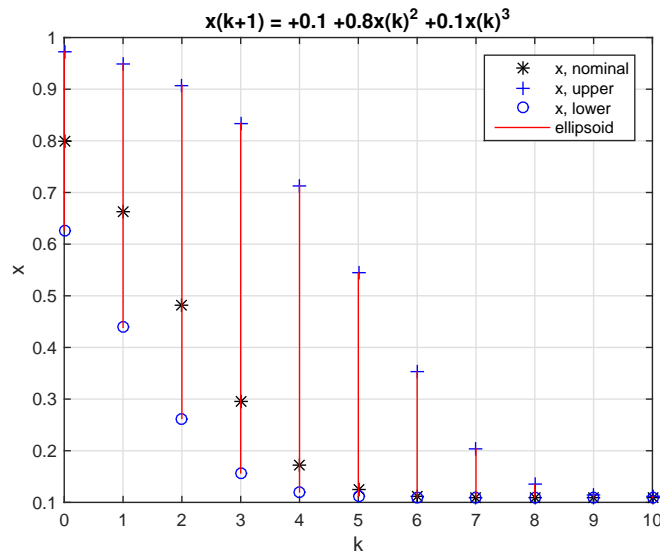 x(k+1) = +0.1 +0.8x(k)² +0.1x(k)³
1
0.9
0.8
0.7
0.6
0.5
0.4
0.3
0.2
0.1
x
x, nominal
x, upper
x, lower
ellipsoid
0 1 2 3 4 5 6 7 8 9 10
k